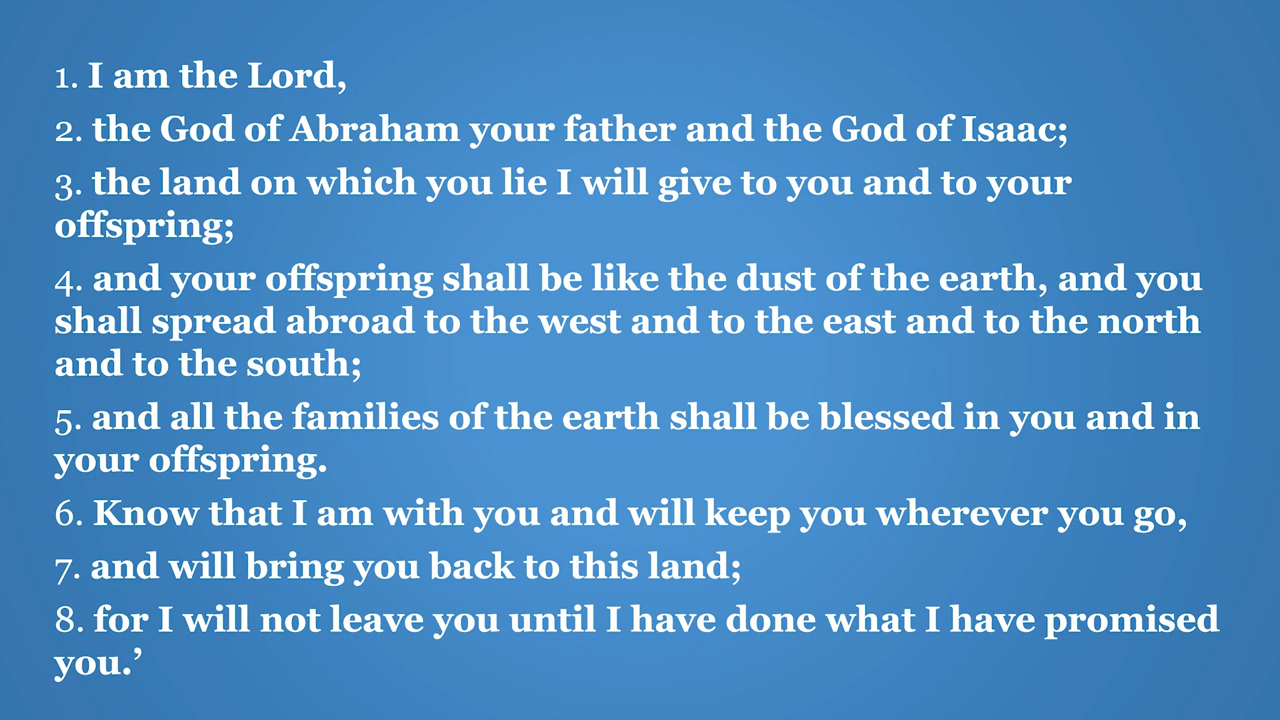 1. I am the Lord,
2. the God of Abraham your father and the God of Isaac;
3. the land on which you lie I will give to you and to your
offspring;
4. and your offspring shall be like the dust of the earth, and you
shall spread abroad to the west and to the east and to the north
and to the south;
5. and all the families of the earth shall be blessed in you and in
your offspring.
6. Know that I am with you and will keep you wherever you go,
7. and will bring you back to this land;
8. for I will not leave you until I have done what I have promised
you.’